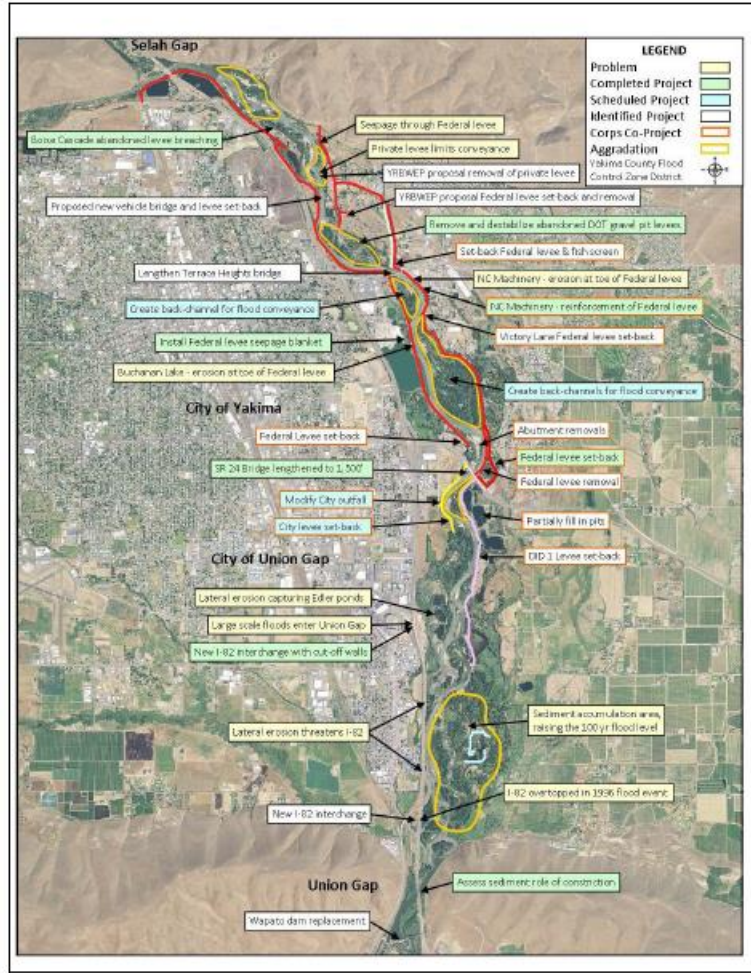 Selah Gap
LEGEND
Problem
Completed Project
Scheduled Project
Identified Project
Corps Co-Project
Aggradation
Yakima County Flood
Control Zone District
Seepage through Federal levee
Boise Cascade abandoned levee breaching
Private levee limits conveyance
YRBWEP proposal removal of private levee
YRBWEP proposal Federal levee set-back and removal
Proposed new vehicle bridge and levee set-back
Remove and destabilize abandoned DOT gravel pit levees
Set-back Federal levee & fish screen
Lengthen Terrace Heights bridge
NC Machinery - erosion at toe of Federal levee
Create back-channel for flood conveyance
NC Machinery - reinforcement of Federal levee
Victory Lane Federal levee set-back
Install Federal levee seepage blanket
Buchanan Lake - erosion at toe of Federal levee
Create back-channels for flood conveyance
City of Yakima
Federal Levee set-back
Abutment removals
SR 24 Bridge lengthened to 1,500'
Federal levee set-back
Federal levee removal
Modify City outfall
City levee set-back
Partially fill in pits
City of Union Gap
DID 1 Levee set-back
Lateral erosion capturing Edler ponds
Large scale floods enter Union Gap
New I-82 interchange with cut-off walls
Lateral erosion threatens I-82
Sediment accumulation area,
raising the 100 yr flood level
I-82 overtopped in 1996 flood event
New I-82 interchange
Union Gap
Assess sediment role of constriction
Wapato dam replacement